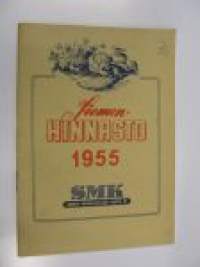 Siemen-
HINNASTO
1955
SMK